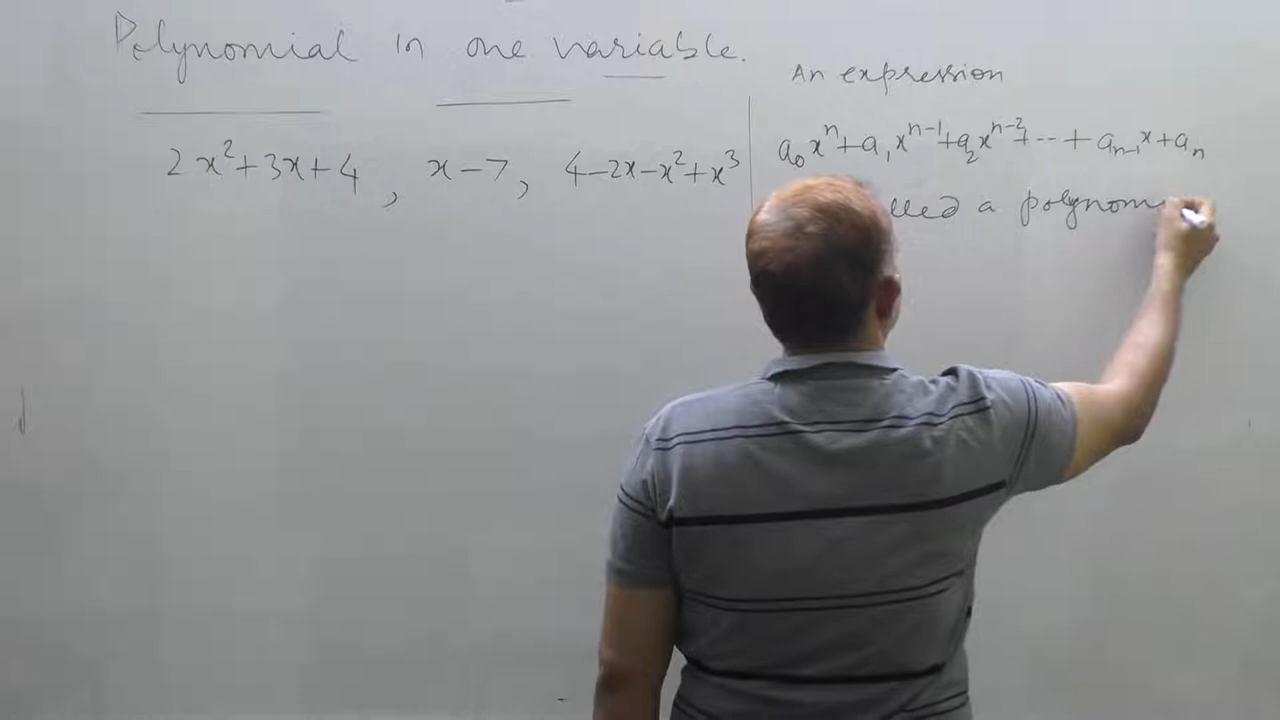 Polynomial in one variable.
2x²+3x+4, x-7, 4-2x-x²+x³
An expression
a₀xⁿ+a₁xⁿ⁻¹+a₂xⁿ⁻²+--+aₙ₋₁x+aₙ
a polynom